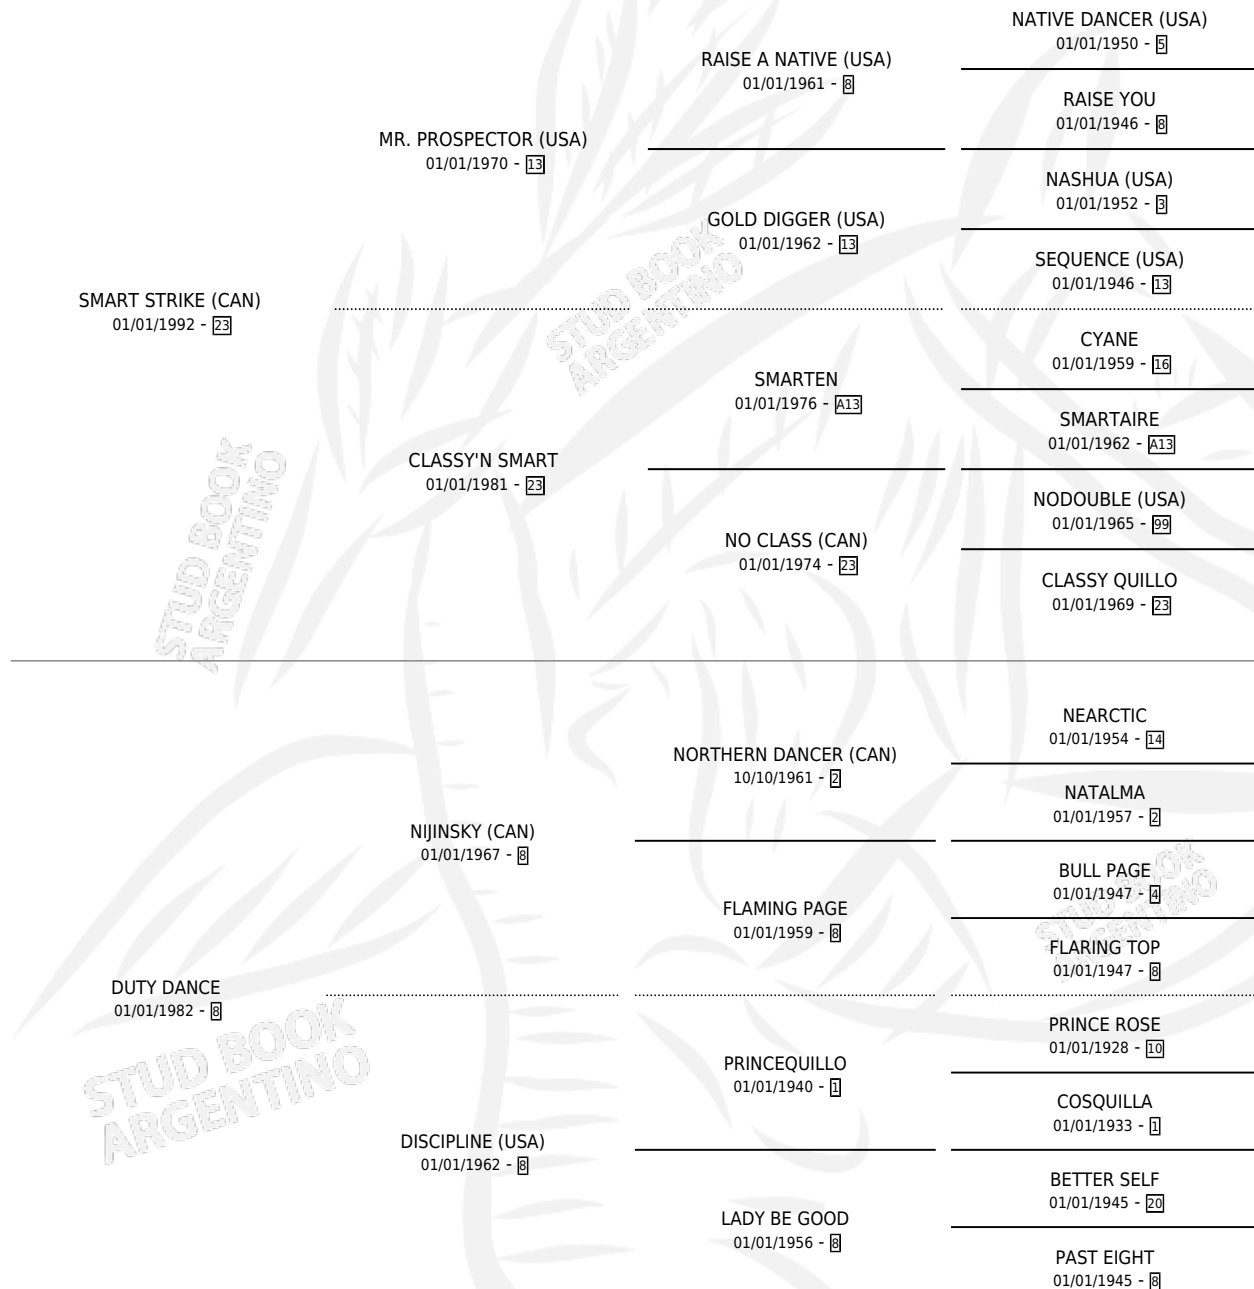 NATIVE DANCER (USA)
01/01/1950 - 5
RAISE A NATIVE (USA)
01/01/1961 - 8
RAISE YOU
01/01/1946 - 8
MR. PROSPECTOR (USA)
01/01/1970 - 13
NASHUA (USA)
01/01/1952 - 3
GOLD DIGGER (USA)
01/01/1962 - 13
SEQUENCE (USA)
01/01/1946 - 13
SMART STRIKE (CAN)
01/01/1992 - 23
STUD BOOK
ARGENTINO
CYANE
01/01/1959 - 16
SMARTEN
01/01/1976 - A13
SMARTAIRE
01/01/1962 - A13
CLASSY'N SMART
01/01/1981 - 23
NODOUBLE (USA)
01/01/1965 - 99
NO CLASS (CAN)
01/01/1974 - 23
CLASSY QUILLO
01/01/1969 - 23
STUD BOOK
ARGENTINO
NEARCTIC
01/01/1954 - 14
NORTHERN DANCER (CAN)
10/10/1961 - 2
NATALMA
01/01/1957 - 2
NIJINSKY (CAN)
01/01/1967 - 8
BULL PAGE
01/01/1947 - 4
FLAMING PAGE
01/01/1959 - 8
STUD BOOK
ARGENTINO
FLARING TOP
01/01/1947 - 8
DUTY DANCE
01/01/1982 - 8
STUD BOOK
ARGENTINO
PRINCE ROSE
01/01/1928 - 10
PRINCEQUILLO
01/01/1940 - 1
COSQUILLA
01/01/1933 - 1
DISCIPLINE (USA)
01/01/1962 - 8
BETTER SELF
01/01/1945 - 20
LADY BE GOOD
01/01/1956 - 8
PAST EIGHT
01/01/1945 - 8